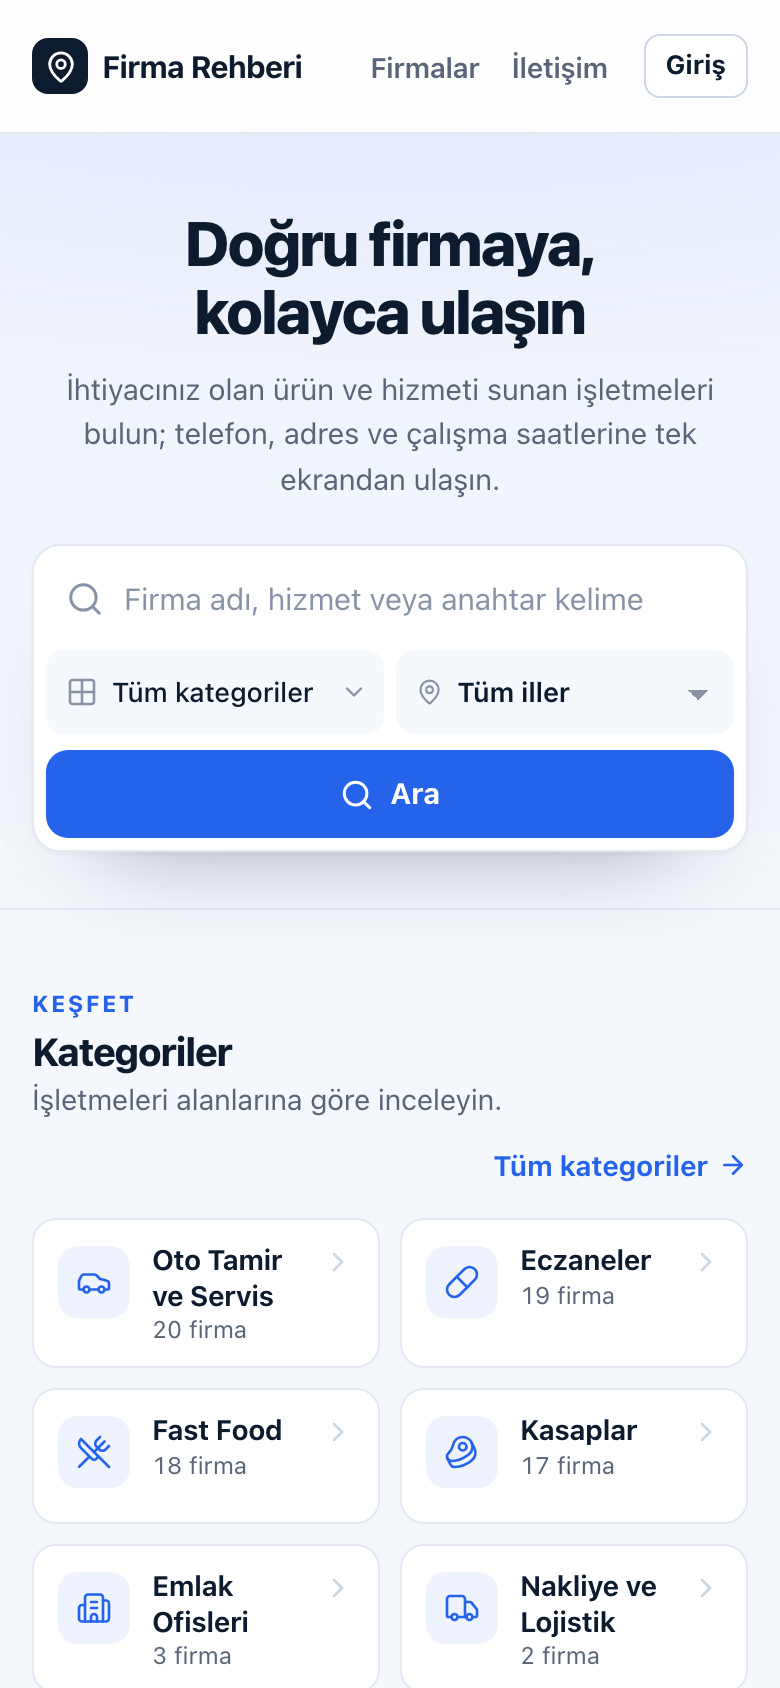 Firma Rehberi
Firmalar
İletişim
Giriş
Doğru firmaya,
kolayca ulaşın
İhtiyacınız olan ürün ve hizmeti sunan işletmeleri
bulun; telefon, adres ve çalışma saatlerine tek
ekrandan ulaşın.
Firma adı, hizmet veya anahtar kelime
Tüm kategoriler
Tüm iller
Ara
KEŞFET
Kategoriler
İşletmeleri alanlarına göre inceleyin.
Tüm kategoriler
Oto Tamir
ve Servis
20 firma
Eczaneler
19 firma
Fast Food
18 firma
Kasaplar
17 firma
Emlak
Ofisleri
3 firma
Nakliye ve
Lojistik
2 firma